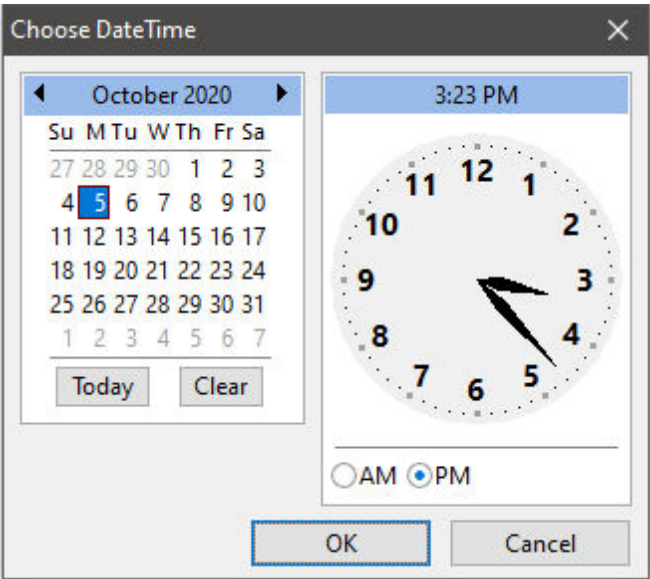 Choose DateTime
October 2020
Su M Tu W Th Fr Sa
27 28 29 30 1 2 3
4 5 6 7 8 9 10
11 12 13 14 15 16 17
18 19 20 21 22 23 24
25 26 27 28 29 30 31
1 2 3 4 5 6 7
Today Clear
3:23 PM
12
11 1
10 2
9 3
8 4
7 5
6
AM PM
OK Cancel